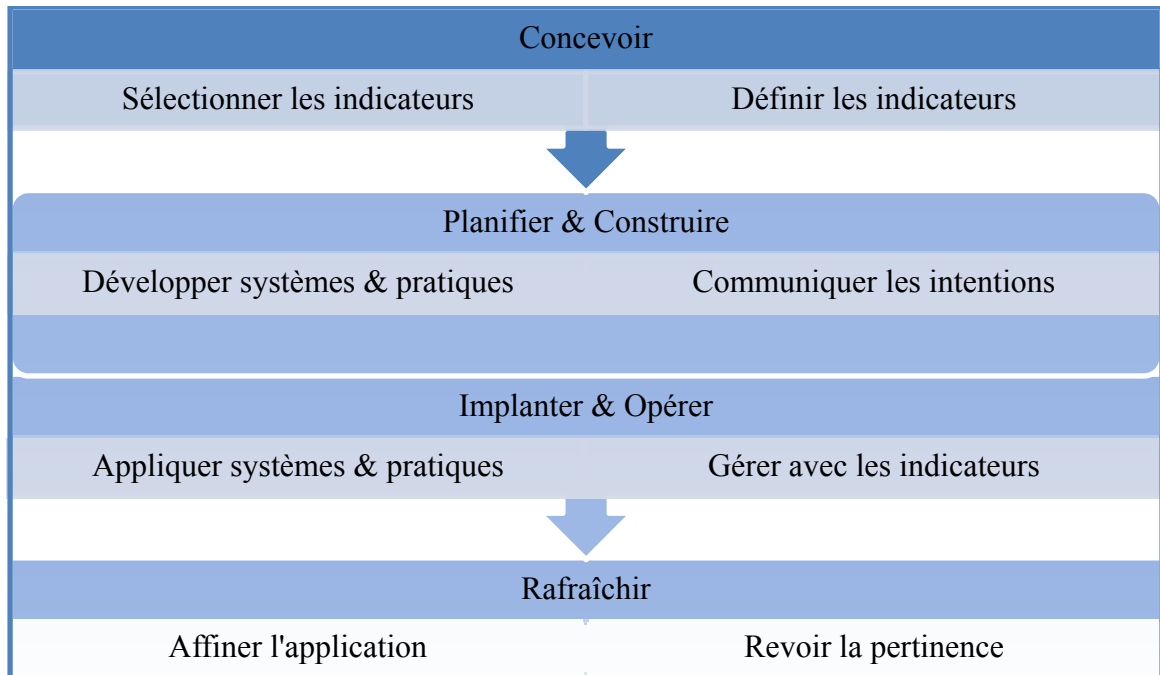 Concevoir
Sélectionner les indicateurs
Définir les indicateurs
Planifier & Construire
Développer systèmes & pratiques
Communiquer les intentions
Implanter & Opérer
Appliquer systèmes & pratiques
Gérer avec les indicateurs
Rafraîchir
Affiner l'application
Revoir la pertinence